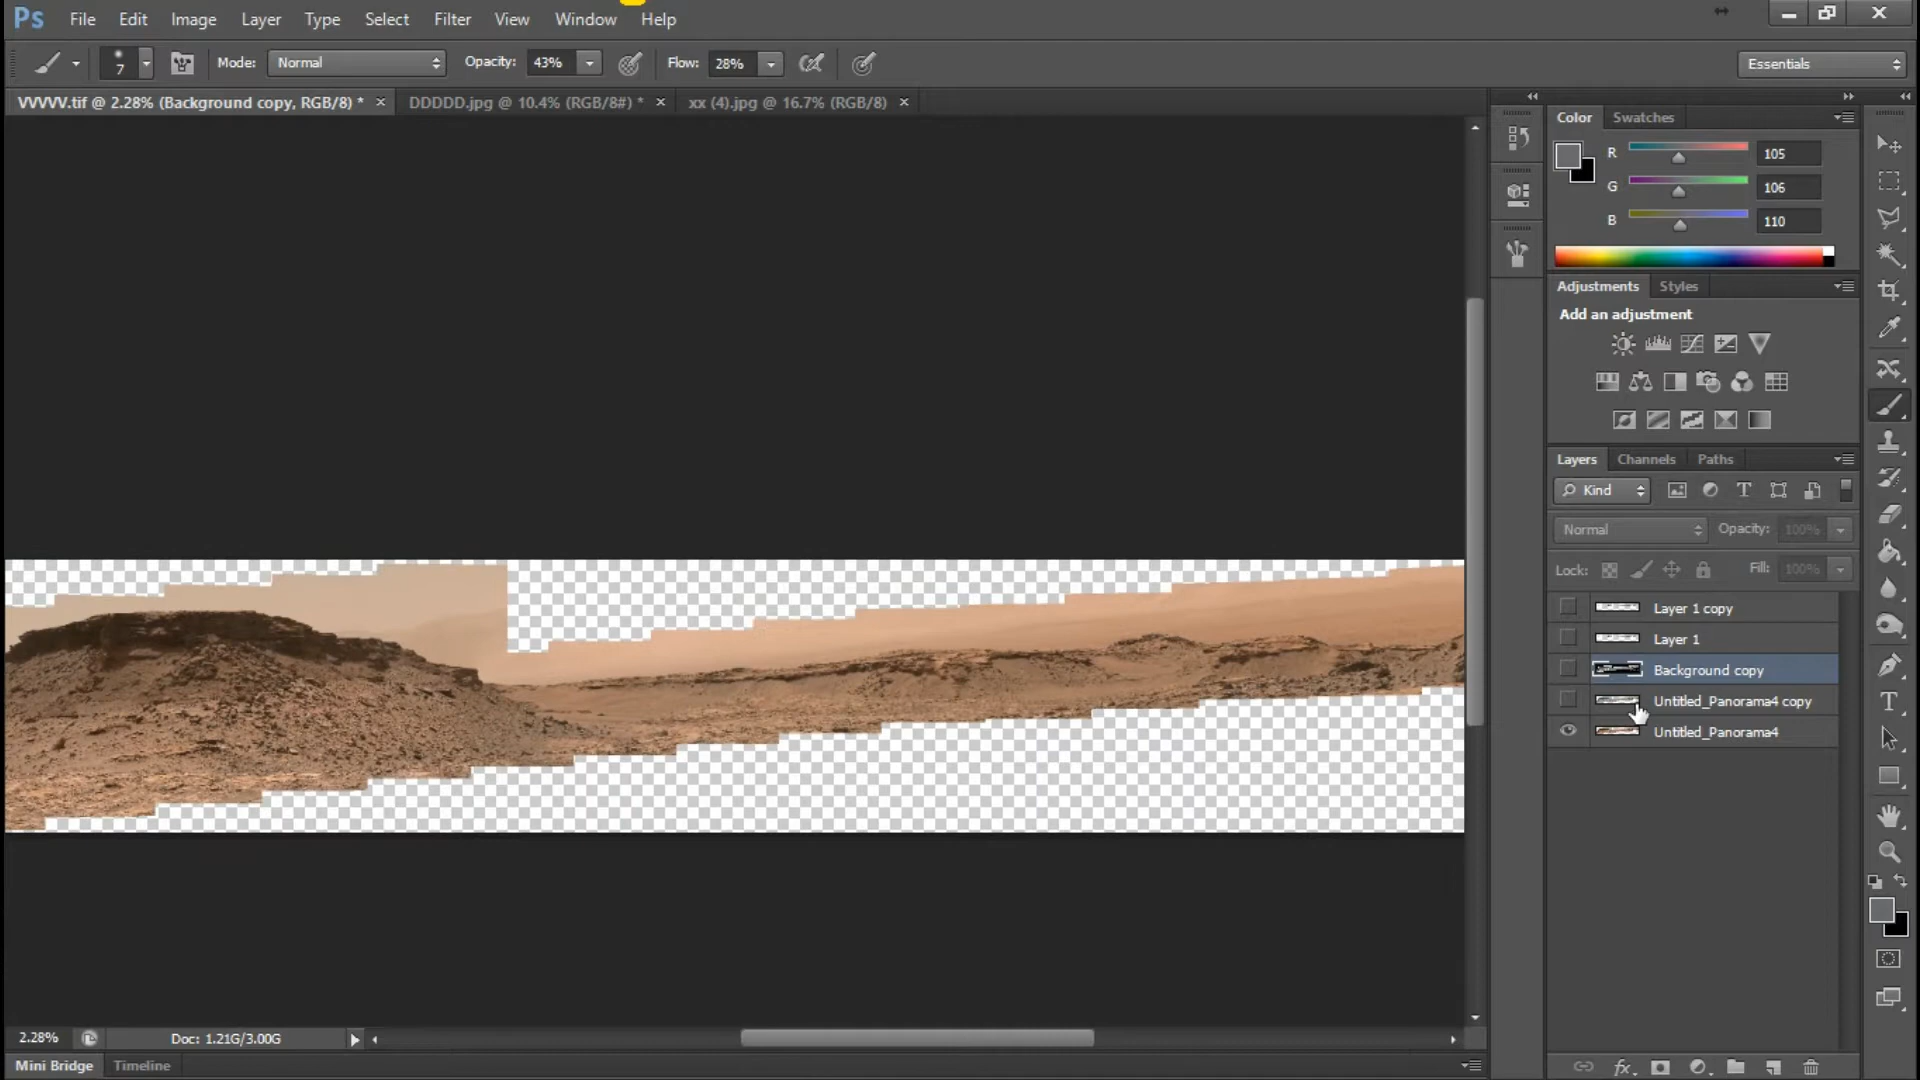 Ps File Edit Image Layer Type Select Filter View Window Help
7 Mode: Normal Opacity: 43% Flow: 28% Essentials
VVVVV.tif @ 2.28% (Background copy, RGB/8) * × DDDDD.jpg @ 10.4% (RGB/8#) * × xx (4).jpg @ 16.7% (RGB/8) ×
Color Swatches
R 105
G 106
B 110
Adjustments Styles
Add an adjustment
Layers Channels Paths
Kind
Normal Opacity: 100%
Lock: Fill: 100%
Layer 1 copy
Layer 1
Background copy
Untitled_Panorama4 copy
Untitled_Panorama4
2.28% Doc: 1.21G/3.00G
Mini Bridge Timeline